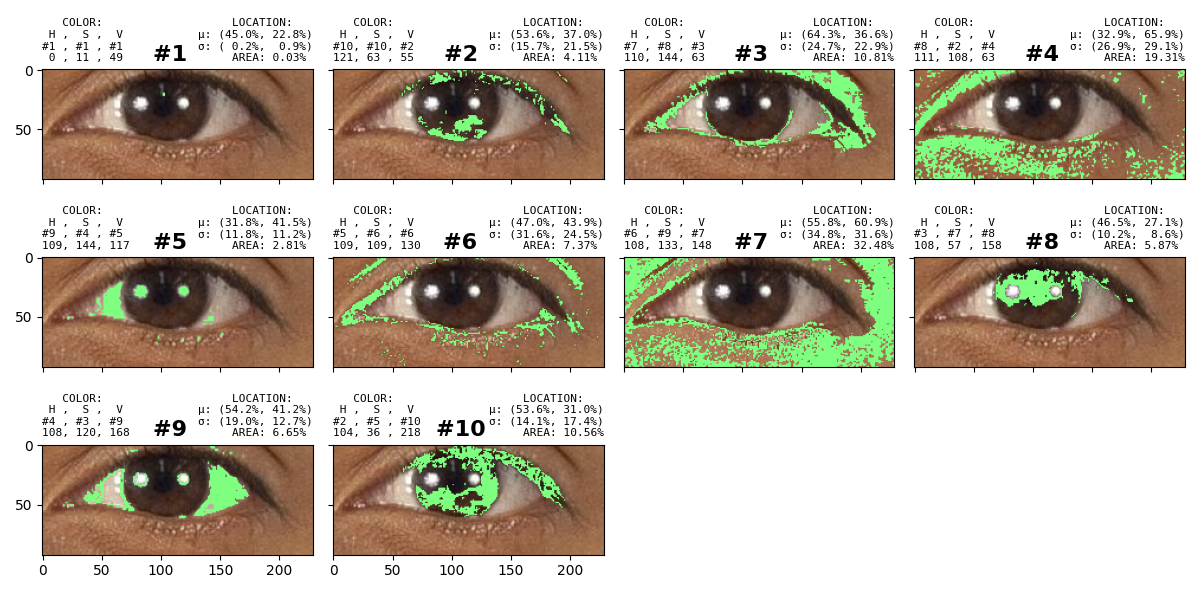 COLOR: LOCATION:
H , S , V μ: (45.0%, 22.8%)
#1 , #1 , #1 σ: ( 0.2%, 0.9%)
0 , 11 , 49 #1 AREA: 0.03%
COLOR: LOCATION:
H , S , V μ: (53.6%, 37.0%)
#10, #10, #2 σ: (15.7%, 21.5%)
121, 63 , 55 #2 AREA: 4.11%
COLOR: LOCATION:
H , S , V μ: (64.3%, 36.6%)
#7 , #8 , #3 σ: (24.7%, 22.9%)
110, 144, 63 #3 AREA: 10.81%
COLOR: LOCATION:
H , S , V μ: (32.9%, 65.9%)
#8 , #2 , #4 σ: (26.9%, 29.1%)
111, 108, 63 #4 AREA: 19.31%
0
50
COLOR: LOCATION:
H , S , V μ: (31.8%, 41.5%)
#9 , #4 , #5 σ: (11.8%, 11.2%)
109, 144, 117 #5 AREA: 2.81%
COLOR: LOCATION:
H , S , V μ: (47.0%, 43.9%)
#5 , #6 , #6 σ: (31.6%, 24.5%)
109, 109, 130 #6 AREA: 7.37%
COLOR: LOCATION:
H , S , V μ: (55.8%, 60.9%)
#6 , #9 , #7 σ: (34.8%, 31.6%)
108, 133, 148 #7 AREA: 32.48%
COLOR: LOCATION:
H , S , V μ: (46.5%, 27.1%)
#3 , #7 , #8 σ: (10.2%, 8.6%)
108, 57 , 158 #8 AREA: 5.87%
0
50
COLOR: LOCATION:
H , S , V μ: (54.2%, 41.2%)
#4 , #3 , #9 σ: (19.0%, 12.7%)
108, 120, 168 #9 AREA: 6.65%
COLOR: LOCATION:
H , S , V μ: (53.6%, 31.0%)
#2 , #5 , #10 σ: (14.1%, 17.4%)
104, 36 , 218 #10 AREA: 10.56%
0
50
0 50 100 150 200
0 50 100 150 200